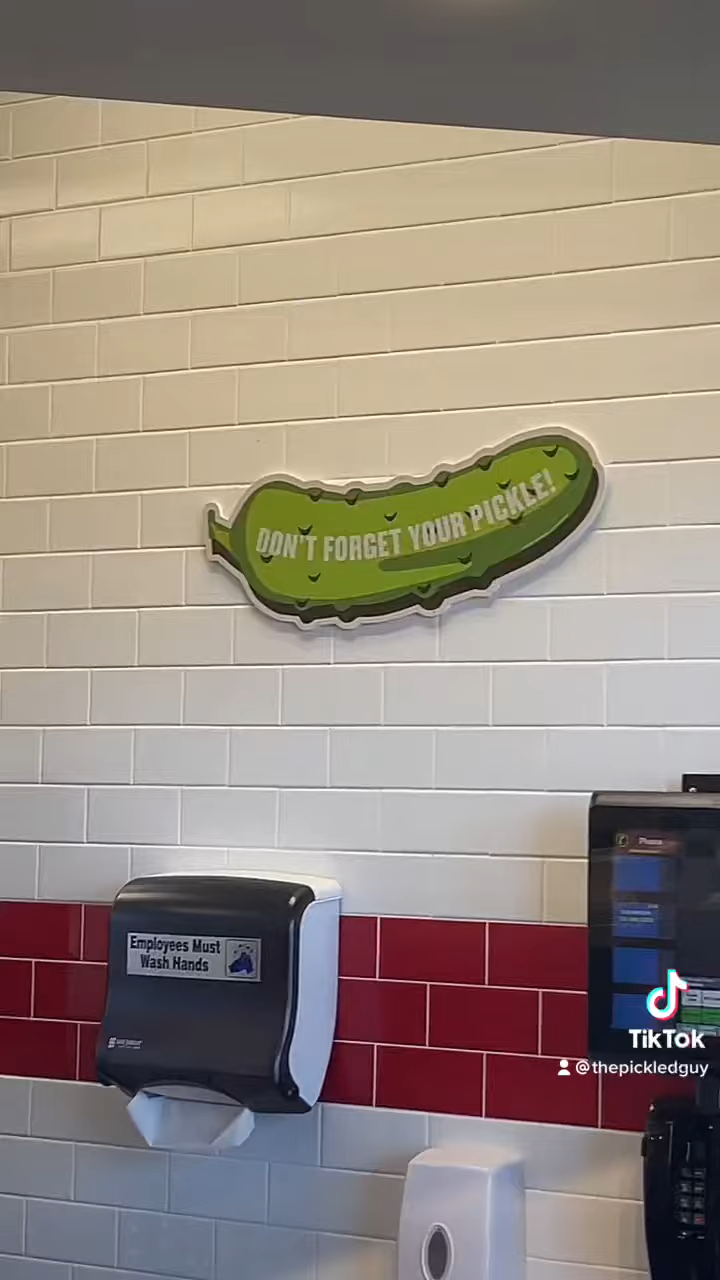 DON'T FORGET YOUR PICKLE!
Employees Must
Wash Hands
TikTok
@thepickledguy